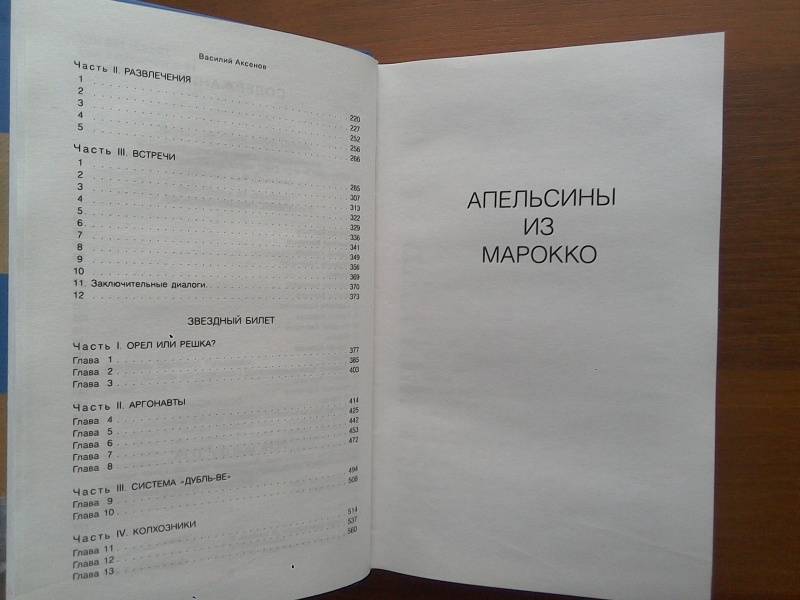 Василий Аксенов
Часть II. РАЗВЛЕЧЕНИЯ
1 220
2 227
3 252
4 256
5 266
Часть III. ВСТРЕЧИ
1 285
2 307
3 313
4 322
5 329
6 336
7 341
8 349
9 356
10 369
11. Заключительные диалоги. 370
12 373
ЗВЕЗДНЫЙ БИЛЕТ
Часть I. ОРЕЛ ИЛИ РЕШКА?
Глава 1 377
Глава 2 385
Глава 3 403
Часть II. АРГОНАВТЫ
Глава 4 414
Глава 5 425
Глава 6 442
Глава 7 453
Глава 8 472
Часть III. СИСТЕМА «ДУБЛЬ-ВЕ»
Глава 9 494
Глава 10 508
Часть IV. КОЛХОЗНИКИ
Глава 11 514
Глава 12 537
Глава 13 560
АПЕЛЬСИНЫ
ИЗ
МАРОККО